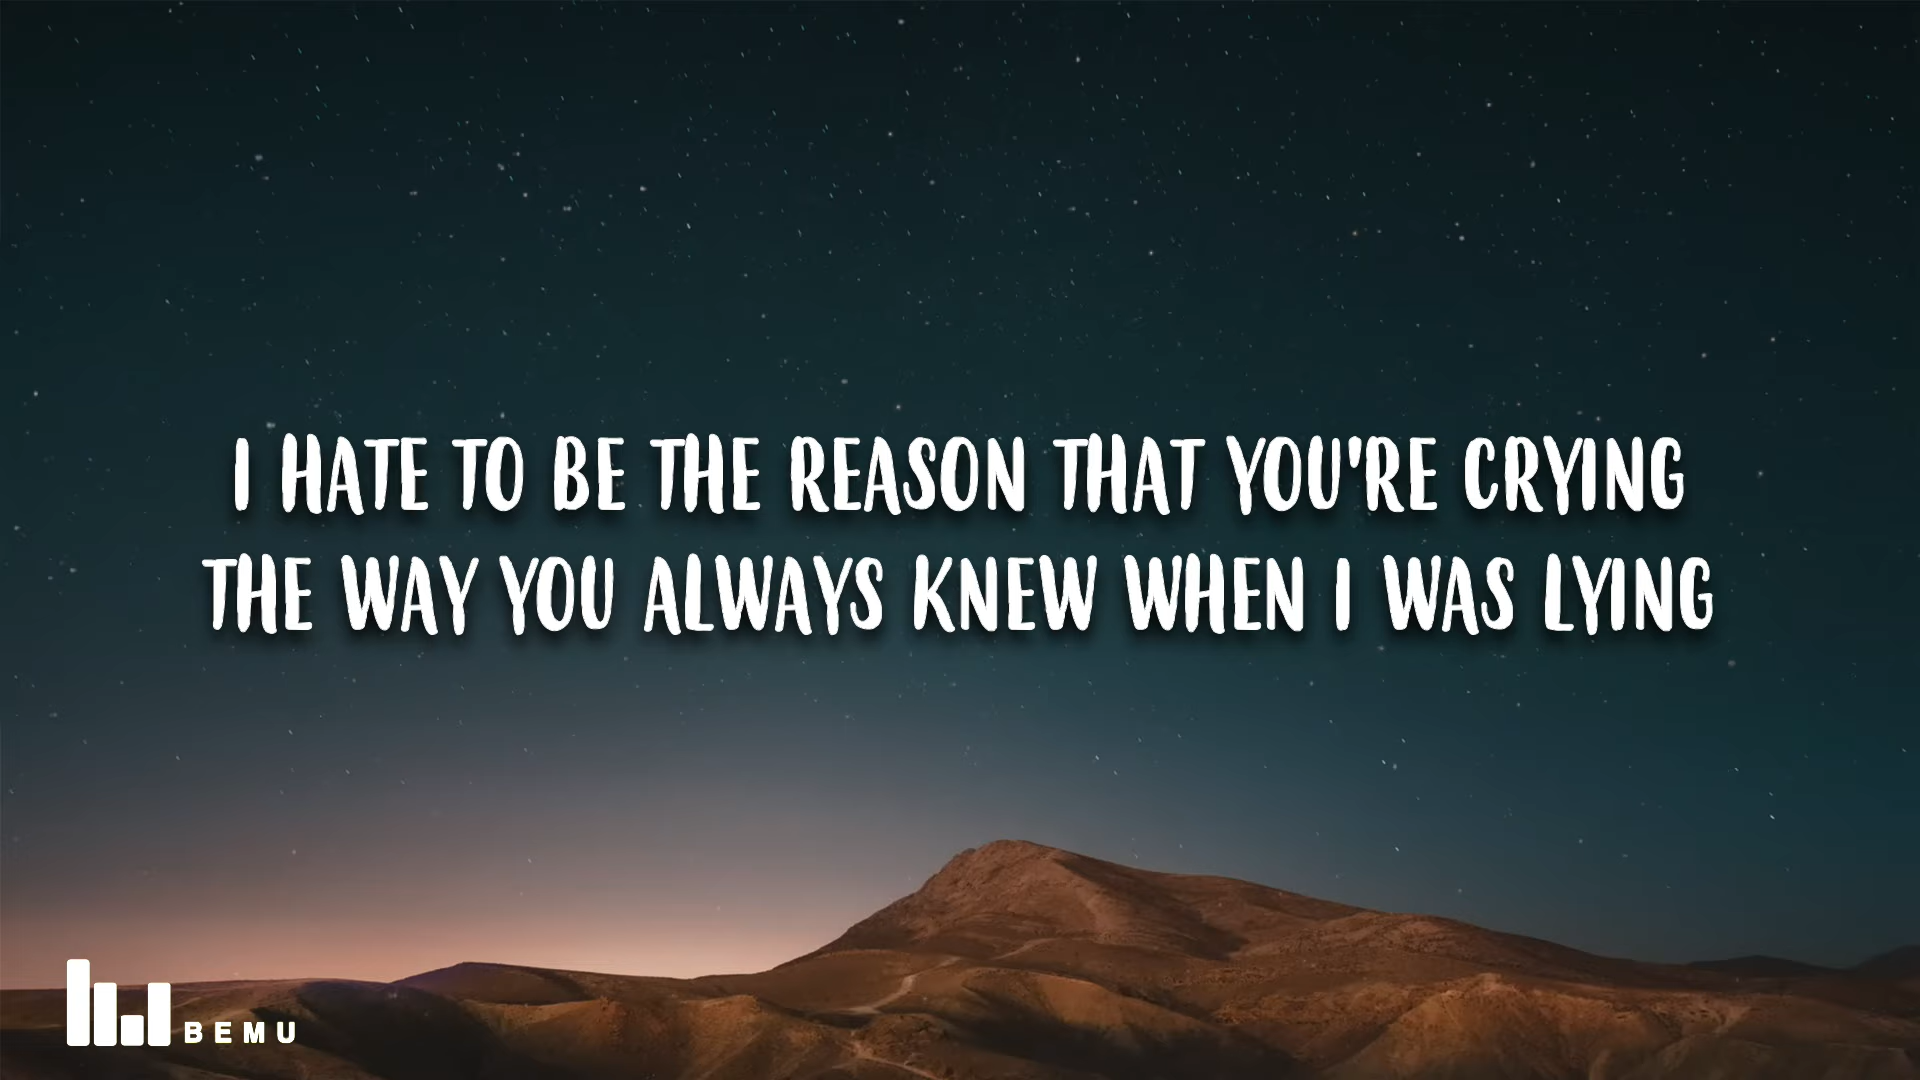 I HATE TO BE THE REASON THAT YOU'RE CRYING
THE WAY YOU ALWAYS KNEW WHEN I WAS LYING
BEMU